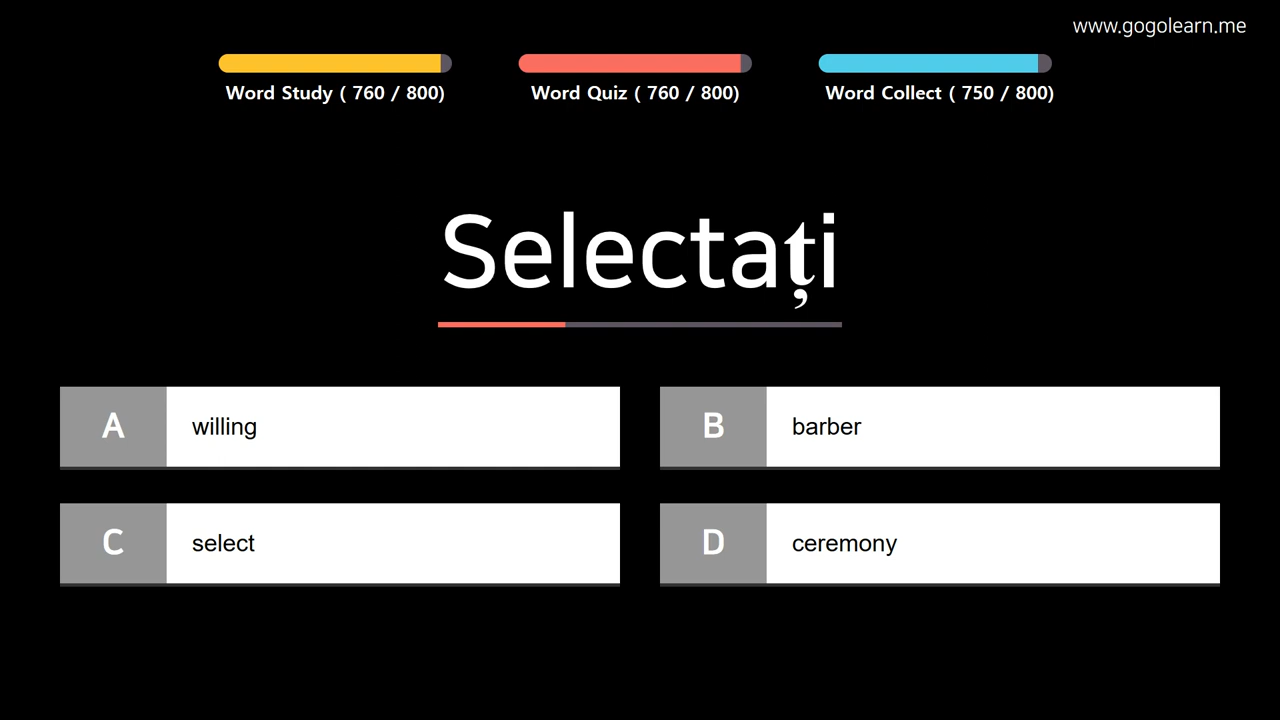 www.gogolearn.me
Word Study ( 760 / 800)
Word Quiz ( 760 / 800)
Word Collect ( 750 / 800)
Selectați
A willing
B barber
C select
D ceremony